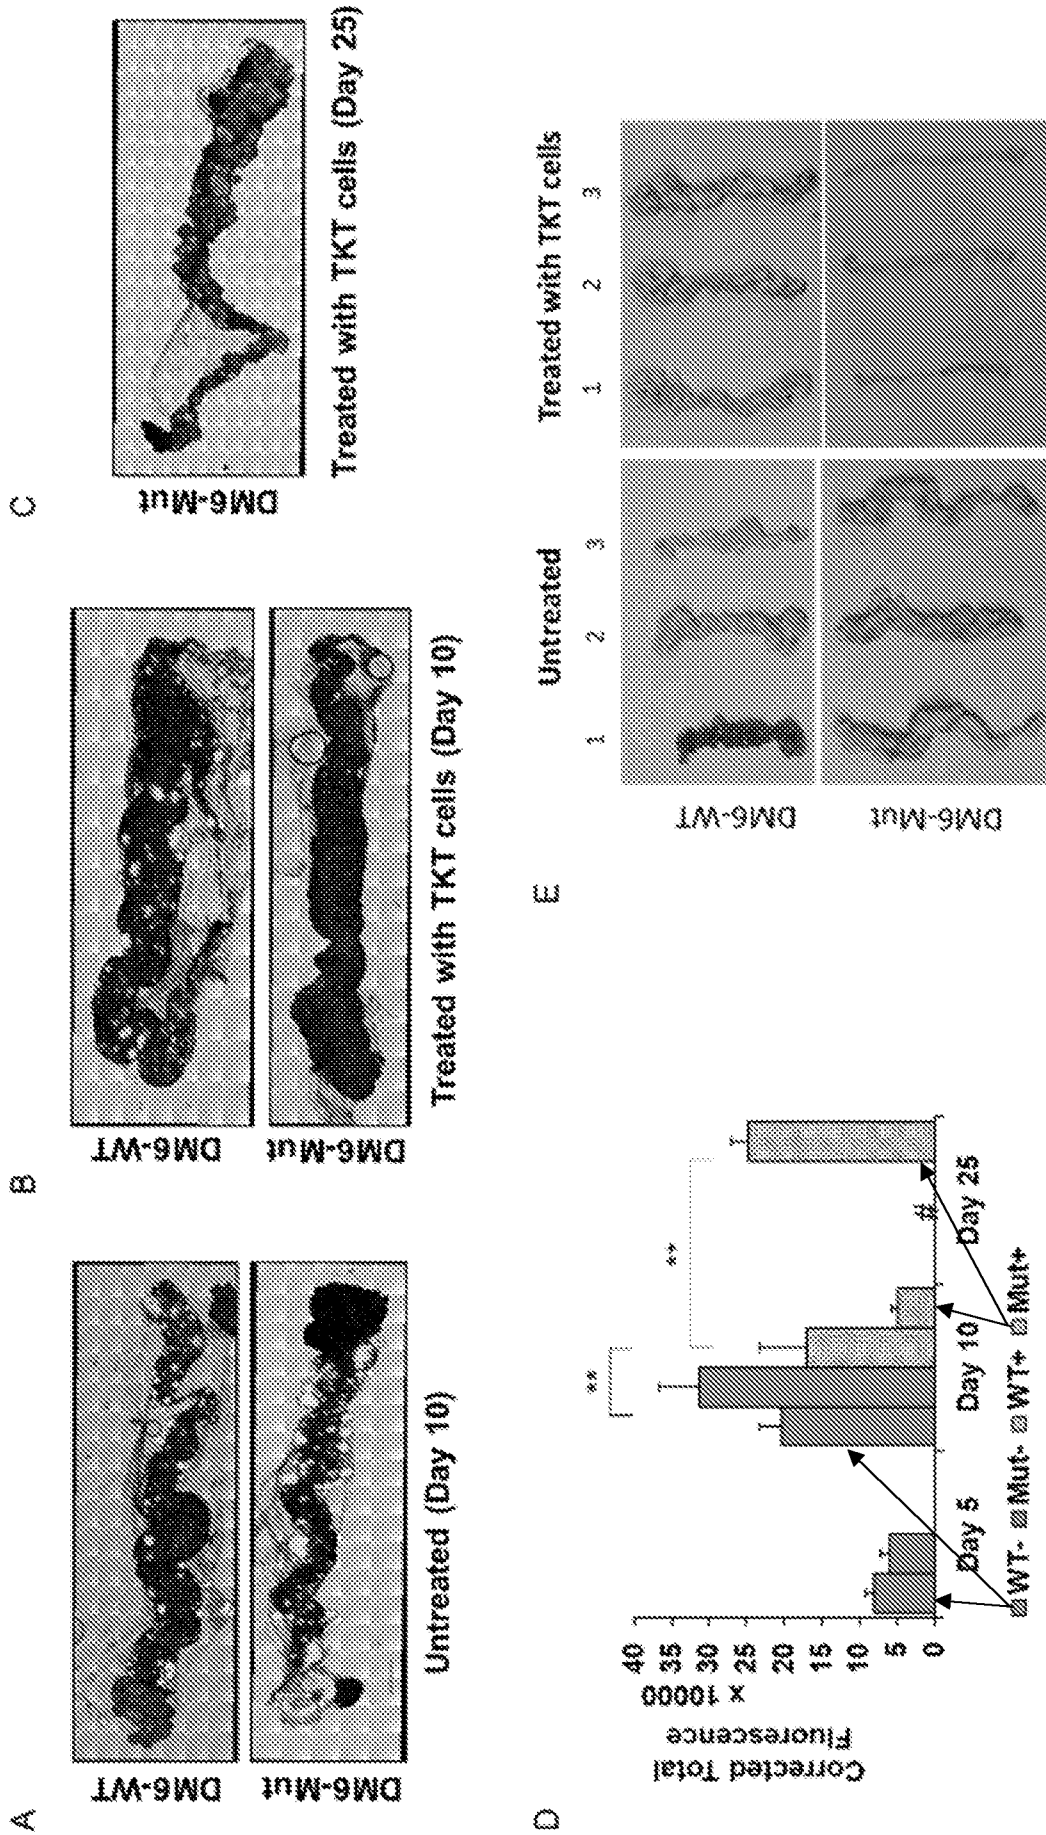 A
DM6-WT
DM6-Mut
Untreated (Day 10)
B
DM6-WT
DM6-Mut
Treated with TKT cells (Day 10)
C
DM6-Mut
Treated with TKT cells (Day 25)
D
Corrected Total
Fluorescence
x 10000
40
35
30
25
20
15
10
5
0
**
**
#
Day 5
Day 10
Day 25
WT- Mut- WT+ Mut+
E
Untreated
Treated with TKT cells
1 2 3
1 2 3
DM6-WT
DM6-Mut